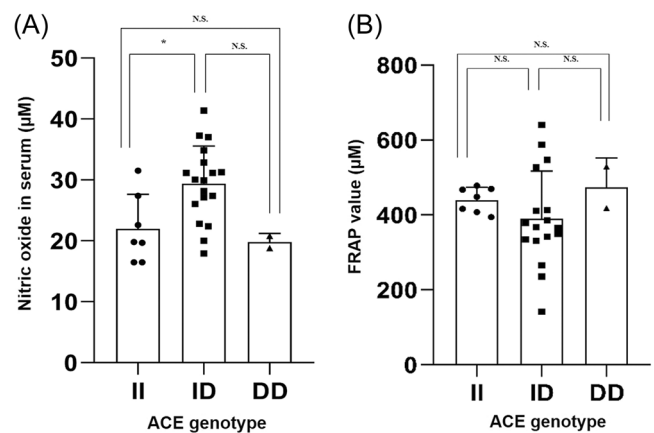 (A)
N.S.
*
N.S.
50
40
30
20
10
0
Nitric oxide in serum (µM)
II
ID
DD
ACE genotype
(B)
N.S.
N.S.
N.S.
800
600
400
200
0
FRAP value (µM)
II
ID
DD
ACE genotype